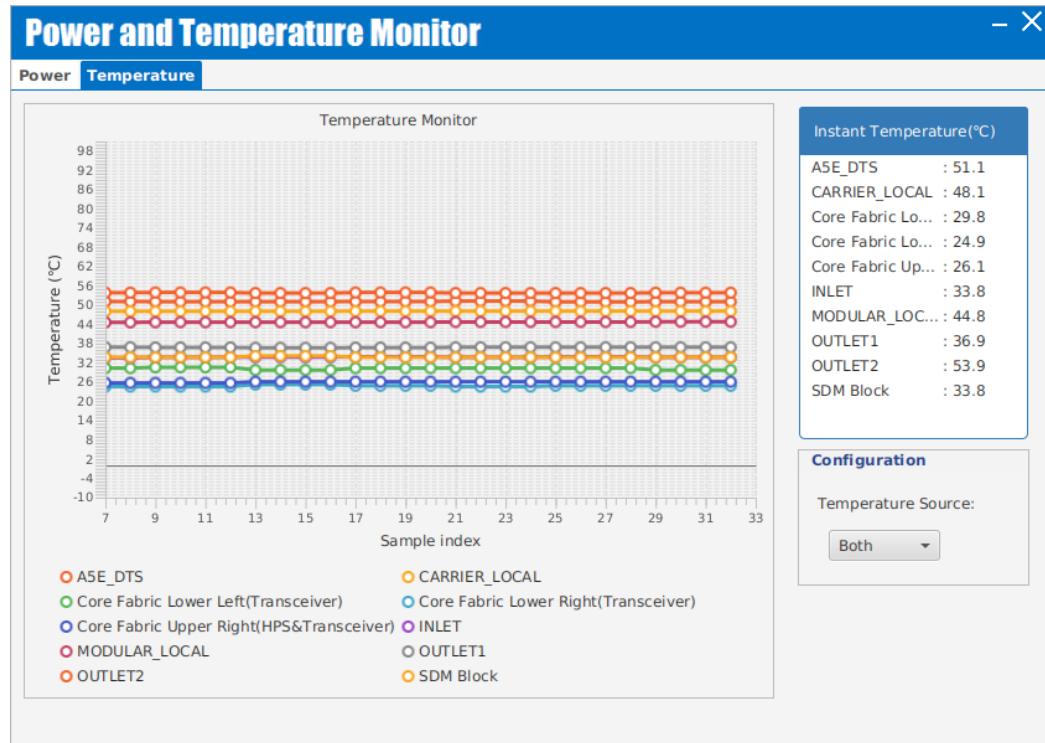 Power and Temperature Monitor
Power Temperature
Temperature Monitor
Temperature (℃)
98
92
86
80
74
68
62
56
50
44
38
32
26
20
14
8
2
-4
-10
7 9 11 13 15 17 19 21 23 25 27 29 31 33
Sample index
A5E_DTS CARRIER_LOCAL
Core Fabric Lower Left(Transceiver) Core Fabric Lower Right(Transceiver)
Core Fabric Upper Right(HPS&Transceiver) INLET
MODULAR_LOCAL OUTLET1
OUTLET2 SDM Block
Instant Temperature(℃)
A5E_DTS : 51.1
CARRIER_LOCAL : 48.1
Core Fabric Lo... : 29.8
Core Fabric Lo... : 24.9
Core Fabric Up... : 26.1
INLET : 33.8
MODULAR_LOC... : 44.8
OUTLET1 : 36.9
OUTLET2 : 53.9
SDM Block : 33.8
Configuration
Temperature Source:
Both